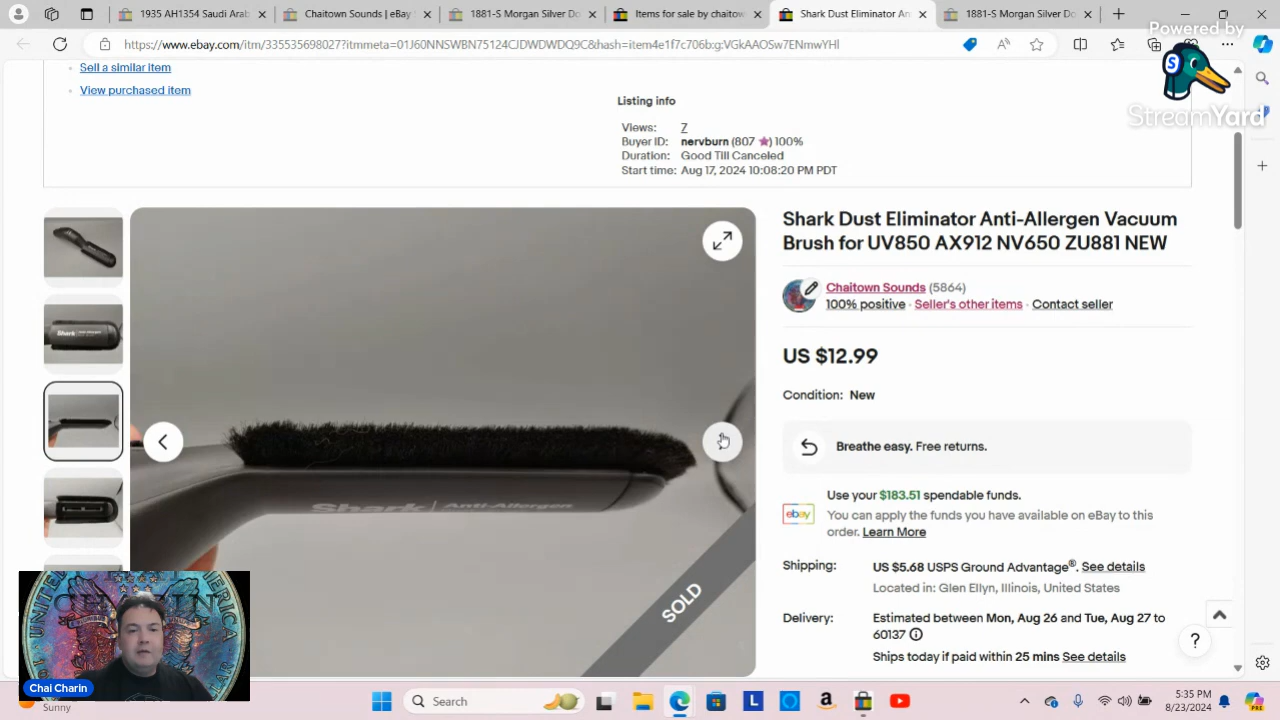 1935 AH1354 Saudi
Chaitown Sounds | eBay
1881-S Morgan Silver Do
Items for sale by chaitow
Shark Dust Eliminator An
1881-S Morgan Silver Do
Powered by
https://www.ebay.com/itm/355535698027?itmmeta=01J60NNSWBN75124CJDWDWDQ9C&hash=item4e1f7c706b:g:VGkAAOSw7ENmwYHl
StreamYard
Sell a similar item
View purchased item
Listing info
Views: 7
Buyer ID: nervburn (807 ) 100%
Duration: Good Till Canceled
Start time: Aug 17, 2024 10:08:20 PM PDT
Shark Dust Eliminator Anti-Allergen Vacuum
Brush for UV850 AX912 NV650 ZU881 NEW
Chaitown Sounds (5864)
100% positive · Seller's other items · Contact seller
US $12.99
Condition: New
Breathe easy. Free returns.
Use your $183.51 spendable funds.
ebay
You can apply the funds you have available on eBay to this
order. Learn More
Shark | Anti-Allergen
Shipping: US $5.68 USPS Ground Advantage®. See details
Located in: Glen Ellyn, Illinois, United States
Delivery: Estimated between Mon, Aug 26 and Tue, Aug 27 to
60137
Ships today if paid within 25 mins See details
SOLD
Shark
?
UNITED
AMERICA
Chai Charin
Sunny
Search
5:35 PM
8/23/2024